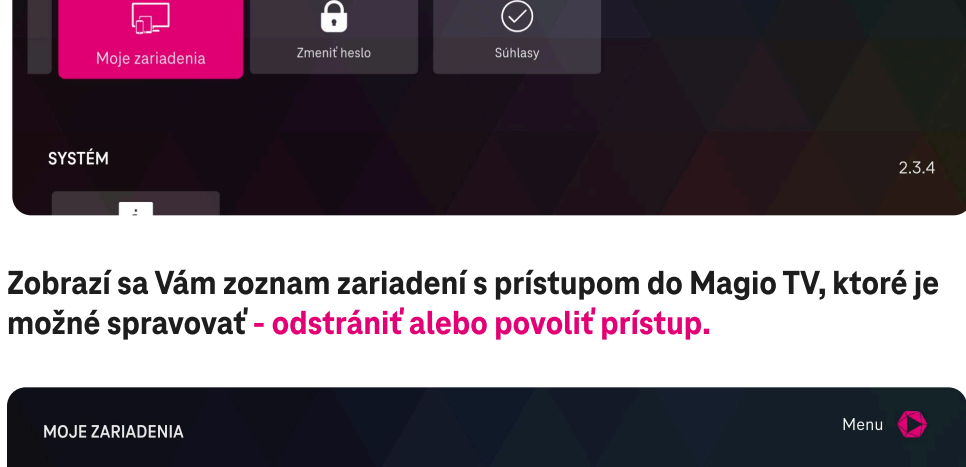 Moje zariadenia
Zmeniť heslo
Súhlasy
SYSTÉM
2.3.4
Zobrazí sa Vám zoznam zariadení s prístupom do Magio TV, ktoré je
možné spravovať - odstrániť alebo povoliť prístup.
Menu
MOJE ZARIADENIA